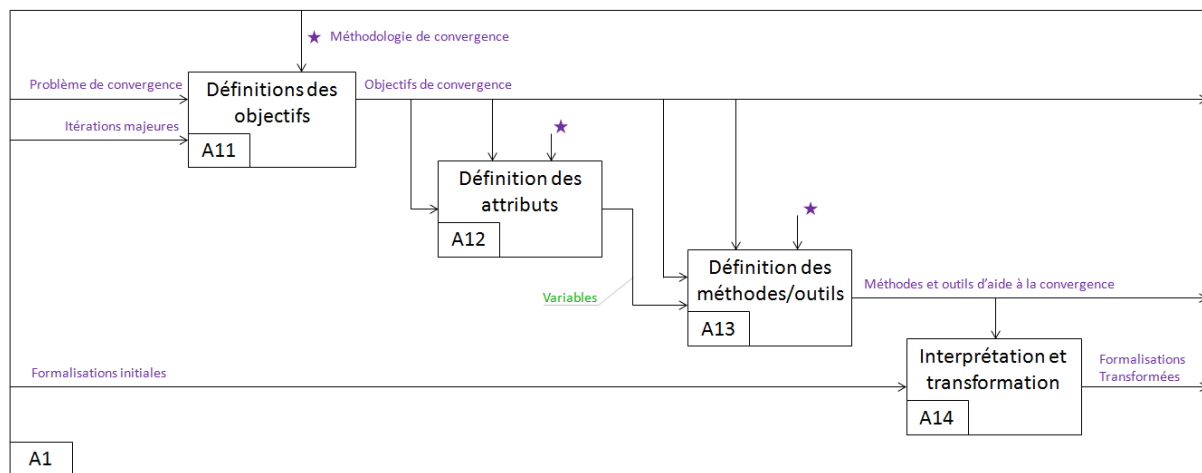 Méthodologie de convergence
Problème de convergence
Définitions des
objectifs
Objectifs de convergence
Itérations majeures
A11
Définition des
attributs
A12
Définition des
méthodes/outils
Variables
Méthodes et outils d’aide à la convergence
A13
Interprétation et
transformation
Formalisations initiales
Formalisations
Transformées
A14
A1